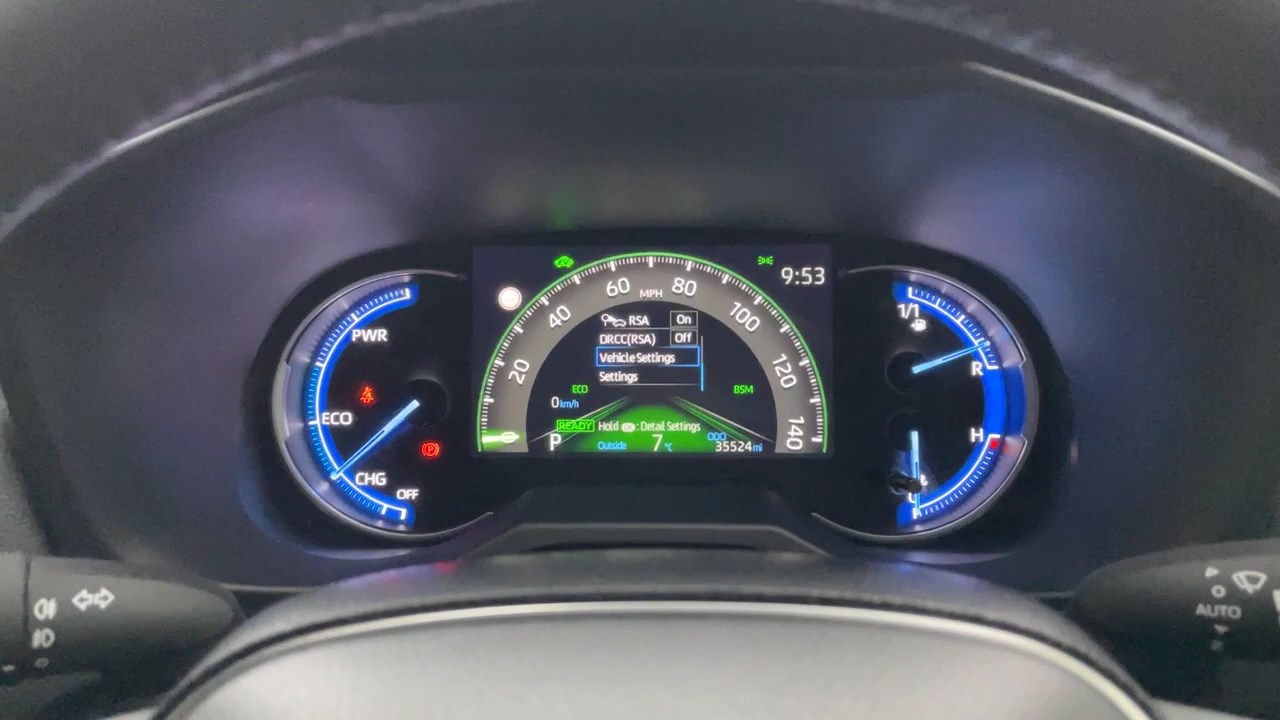 9:53
60 MPH 80
40 100
20 120
140
RSA On
DRCC(RSA) Off
Vehicle Settings
Settings
ECO BSM
0km/h
READY Hold : Detail Settings
P Outside 7°C ODO 35524mi
PWR
ECO
CHG
OFF
1/1
R
H
AUTO